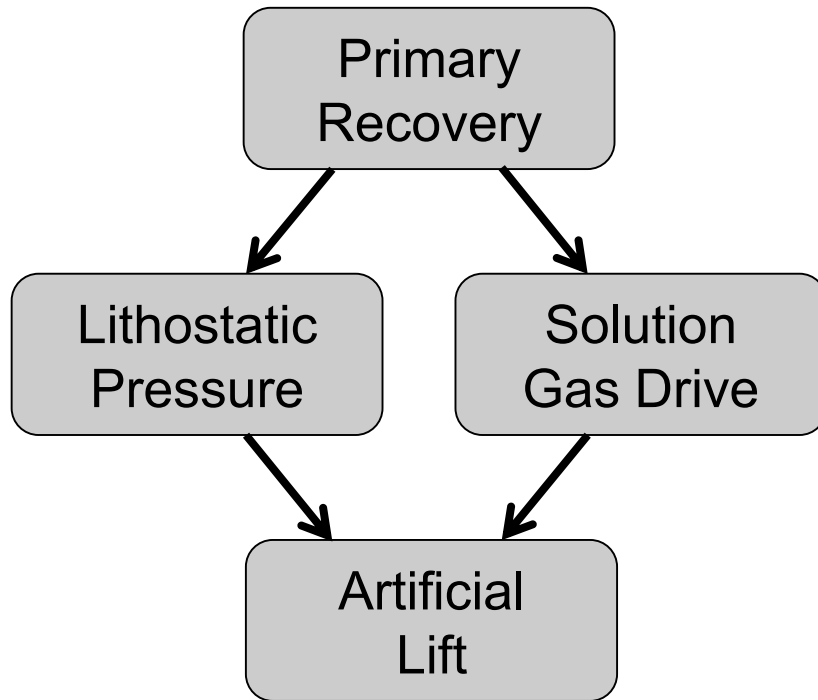 Primary
Recovery
Lithostatic
Pressure
Solution
Gas Drive
Artificial
Lift